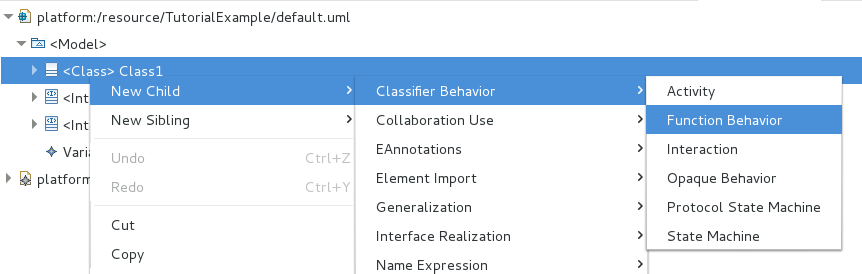 platform:/resource/TutorialExample/default.uml
<Model>
<Class> Class1
<Int
<Int
Varia
platform
New Child
New Sibling
Undo Ctrl+Z
Redo Ctrl+Y
Cut
Copy
Classifier Behavior
Collaboration Use
EAnnotations
Element Import
Generalization
Interface Realization
Name Expression
Activity
Function Behavior
Interaction
Opaque Behavior
Protocol State Machine
State Machine